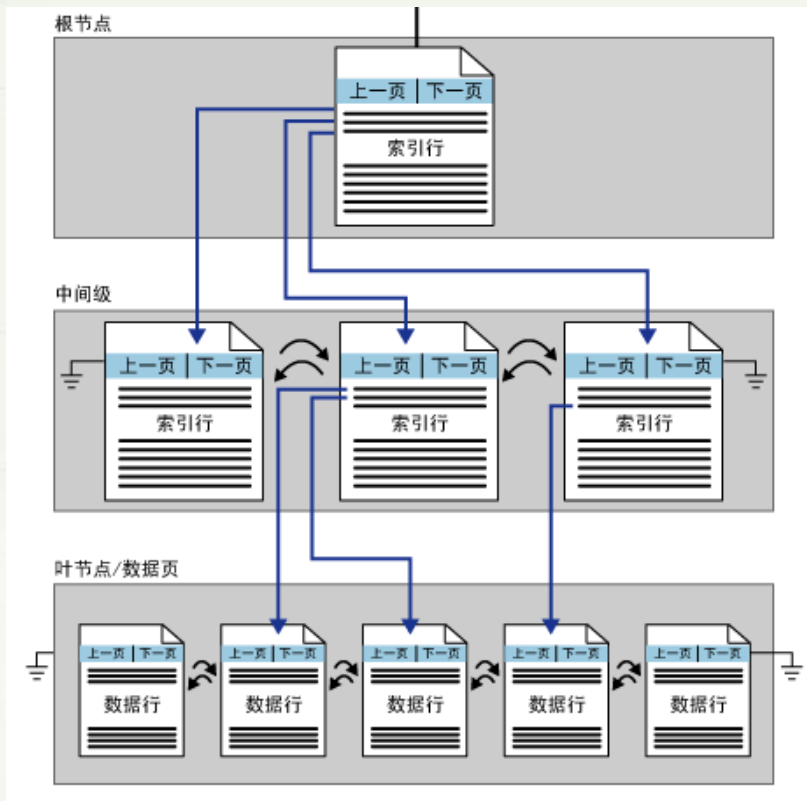 根节点
上一页 下一页
索引行
中间级
上一页 下一页
索引行
上一页 下一页
索引行
上一页 下一页
索引行
叶节点/数据页
上一页 下一页
数据行
上一页 下一页
数据行
上一页 下一页
数据行
上一页 下一页
数据行
上一页 下一页
数据行